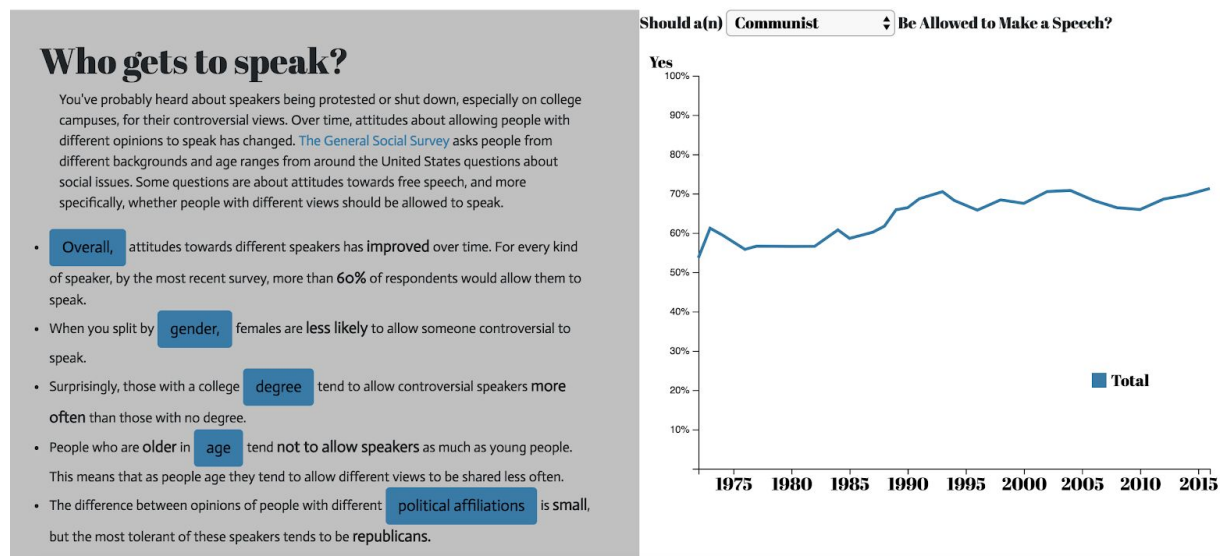 Who gets to speak?
You've probably heard about speakers being protested or shut down, especially on college
campuses, for their controversial views. Over time, attitudes about allowing people with
different opinions to speak has changed. The General Social Survey asks people from
different backgrounds and age ranges from around the United States questions about
social issues. Some questions are about attitudes towards free speech, and more
specifically, whether people with different views should be allowed to speak.
• Overall, attitudes towards different speakers has improved over time. For every kind
of speaker, by the most recent survey, more than 60% of respondents would allow them to
speak.
• When you split by gender, females are less likely to allow someone controversial to
speak.
• Surprisingly, those with a college degree tend to allow controversial speakers more
often than those with no degree.
• People who are older in age tend not to allow speakers as much as young people.
This means that as people age they tend to allow different views to be shared less often.
• The difference between opinions of people with different political affiliations is small,
but the most tolerant of these speakers tends to be republicans.
Should a(n) Communist Be Allowed to Make a Speech?
Yes
100%
90%
80%
70%
60%
50%
40%
30%
20%
10%
Total
1975 1980 1985 1990 1995 2000 2005 2010 2015